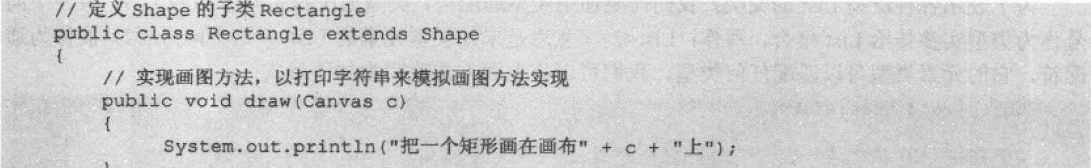 // 定义 Shape 的子类 Rectangle
public class Rectangle extends Shape
{
// 实现画图方法，以打印字符串来模拟画图方法实现
public void draw(Canvas c)
{
System.out.println("把一个矩形画在画布" + c + "上");
}